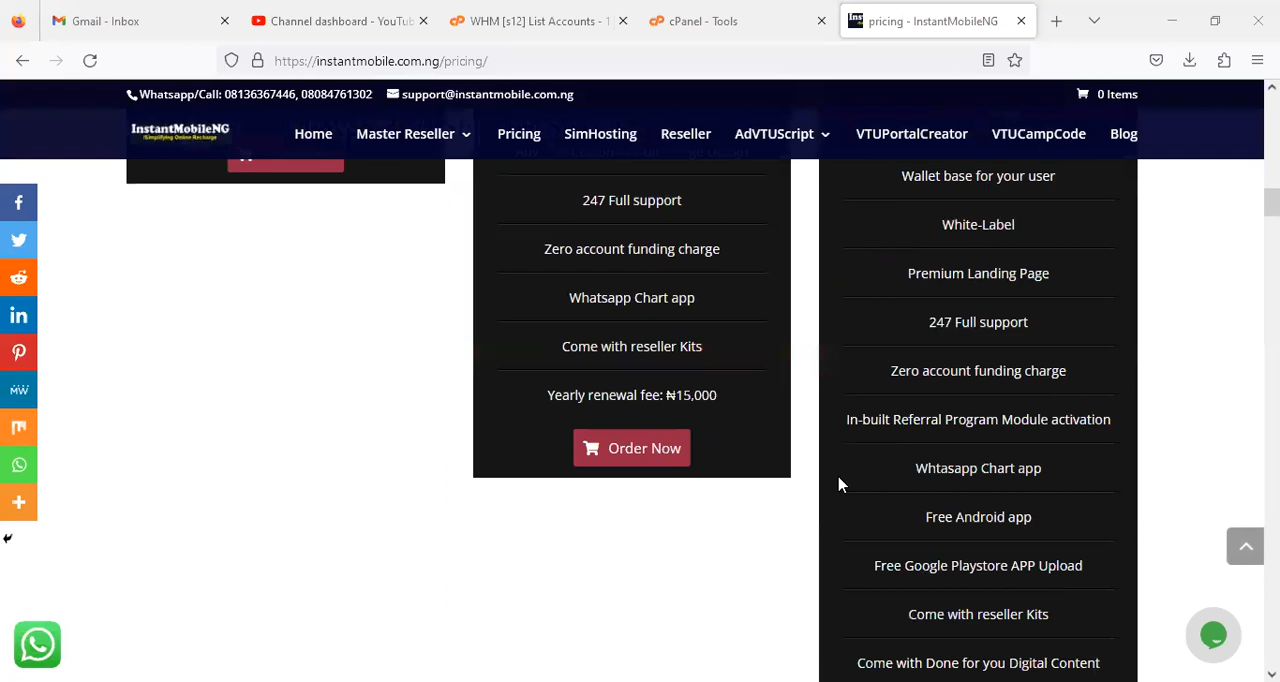 Gmail - Inbox
Channel dashboard - YouTub
WHM [s12] List Accounts - 1
cPanel - Tools
pricing - InstantMobileNG
https://instantmobile.com.ng/pricing/
Whatsapp/Call: 08136367446, 08084761302
support@instantmobile.com.ng
0 Items
InstantMobileNG
!Simplifying Online Recharge
Home
Master Reseller
Pricing
SimHosting
Reseller
AdVTUScript
VTUPortalCreator
VTUCampCode
Blog
247 Full support
Zero account funding charge
Whatsapp Chart app
Come with reseller Kits
Yearly renewal fee: ₦15,000
Order Now
Wallet base for your user
White-Label
Premium Landing Page
247 Full support
Zero account funding charge
In-built Referral Program Module activation
Whtasapp Chart app
Free Android app
Free Google Playstore APP Upload
Come with reseller Kits
Come with Done for you Digital Content